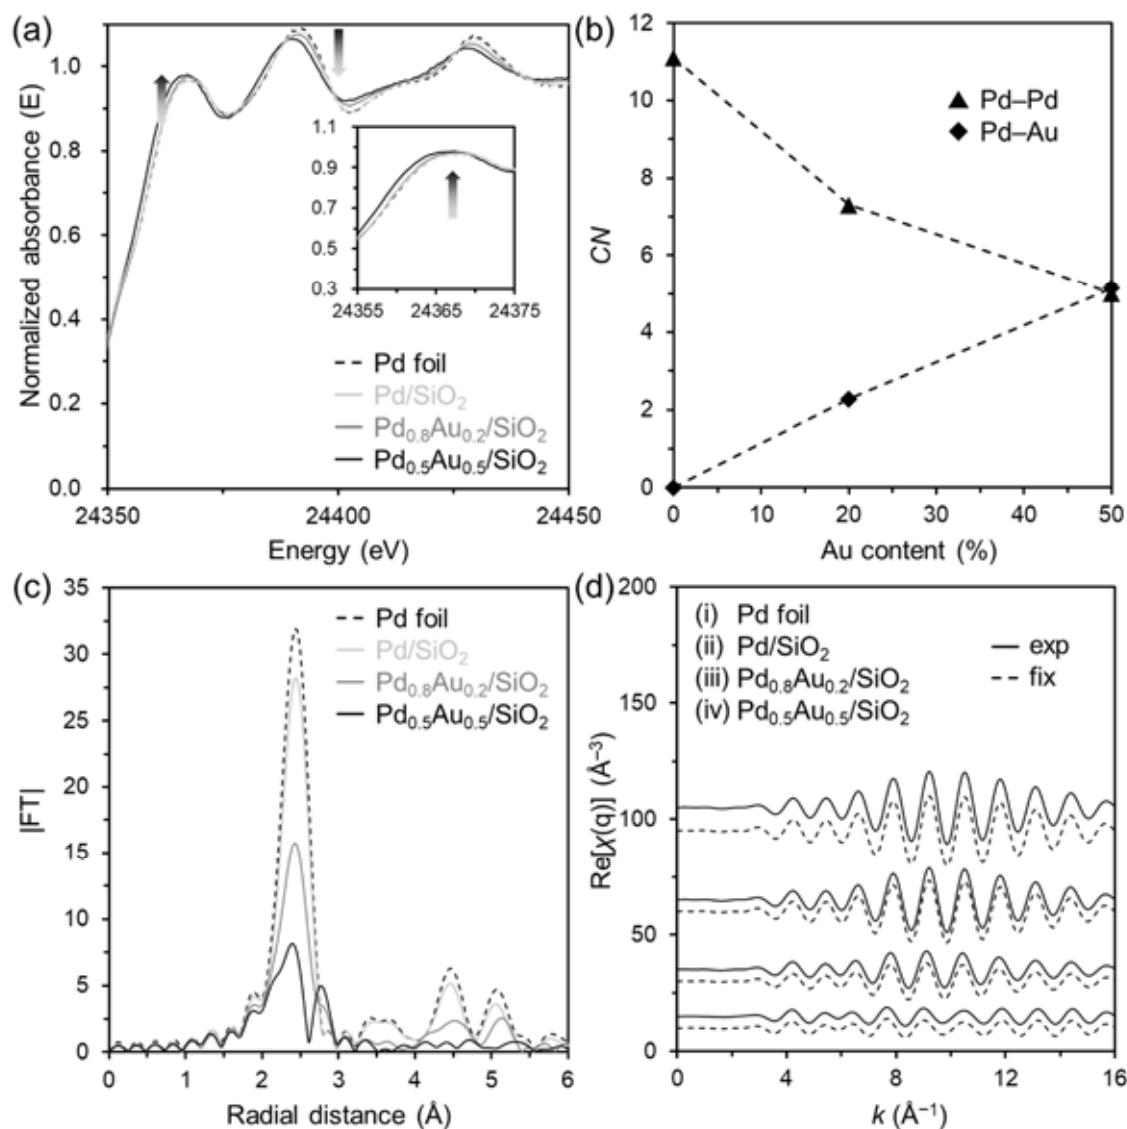 (a)
Normalized absorbance (E)
1.0
0.8
0.6
0.4
0.2
0.0
1.1
0.9
0.7
0.5
0.3
24355 24365 24375
Pd foil
Pd/SiO₂
Pd₀.₈Au₀.₂/SiO₂
Pd₀.₅Au₀.₅/SiO₂
24350 24400 24450
Energy (eV)
(b)
CN
12
10
8
6
4
2
0
Pd–Pd
Pd–Au
0 10 20 30 40 50
Au content (%)
(c)
|FT|
35
30
25
20
15
10
5
0
Pd foil
Pd/SiO₂
Pd₀.₈Au₀.₂/SiO₂
Pd₀.₅Au₀.₅/SiO₂
0 1 2 3 4 5 6
Radial distance (Å)
(d)
Re[χ(q)] (Å⁻³)
200
150
100
50
0
(i) Pd foil
(ii) Pd/SiO₂
(iii) Pd₀.₈Au₀.₂/SiO₂
(iv) Pd₀.₅Au₀.₅/SiO₂
exp
fix
0 4 8 12 16
k (Å⁻¹)